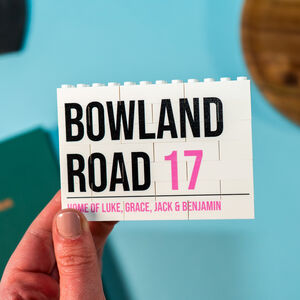 BOWLAND
ROAD 17
HOME OF LUKE, GRACE, JACK & BENJAMIN